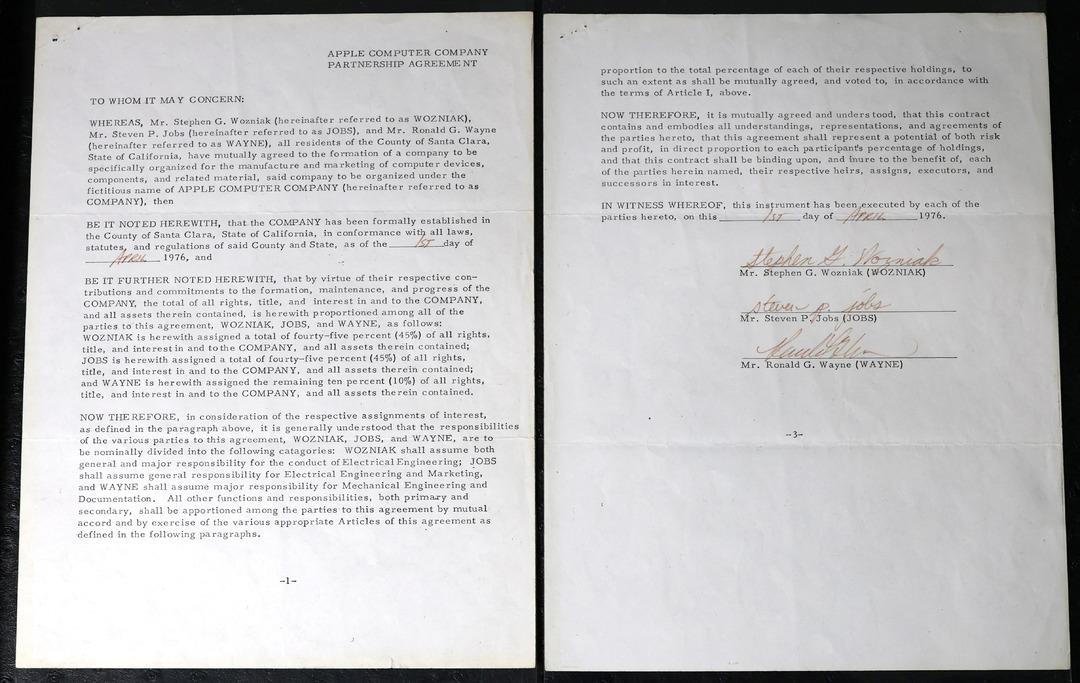 APPLE COMPUTER COMPANY
PARTNERSHIP AGREEMENT
TO WHOM IT MAY CONCERN:
WHEREAS, Mr. Stephen G. Wozniak (hereinafter referred to as WOZNIAK),
Mr. Steven P. Jobs (hereinafter referred to as JOBS), and Mr. Ronald G. Wayne
(hereinafter referred to as WAYNE), all residents of the County of Santa Clara,
State of California, have mutually agreed to the formation of a company to be
specifically organized for the manufacture and marketing of computer devices,
components, and related material, said company to be organized under the
fictitious name of APPLE COMPUTER COMPANY (hereinafter referred to as
COMPANY), then
BE IT NOTED HEREWITH, that the COMPANY has been formally established in
the County of Santa Clara, State of California, in conformance with all laws,
statutes, and regulations of said County and State, as of the 1ST day of
APRIL 1976, and
BE IT FURTHER NOTED HEREWITH, that by virtue of their respective con-
tributions and commitments to the formation, maintenance, and progress of the
COMPANY, the total of all rights, title, and interest in and to the COMPANY,
and all assets therein contained, is herewith proportioned among all of the
parties to this agreement, WOZNIAK, JOBS, and WAYNE, as follows:
WOZNIAK is herewith assigned a total of fourty-five percent (45%) of all rights,
title, and interest in and to the COMPANY, and all assets therein contained;
JOBS is herewith assigned a total of fourty-five percent (45%) of all rights,
title, and interest in and to the COMPANY, and all assets therein contained;
and WAYNE is herewith assigned the remaining ten percent (10%) of all rights,
title, and interest in and to the COMPANY, and all assets therein contained.
NOW THEREFORE, in consideration of the respective assignments of interest,
as defined in the paragraph above, it is generally understood that the responsibilities
of the various parties to this agreement, WOZNIAK, JOBS, and WAYNE, are to
be nominally divided into the following catagories: WOZNIAK shall assume both
general and major responsibility for the conduct of Electrical Engineering; JOBS
shall assume general responsibility for Electrical Engineering and Marketing,
and WAYNE shall assume major responsibility for Mechanical Engineering and
Documentation. All other functions and responsibilities, both primary and
secondary, shall be apportioned among the parties to this agreement by mutual
accord and by exercise of the various appropriate Articles of this agreement as
defined in the following paragraphs.
-1-
proportion to the total percentage of each of their respective holdings, to
such an extent as shall be mutually agreed, and voted to, in accordance with
the terms of Article I, above.
NOW THEREFORE, it is mutually agreed and understood, that this contract
contains and embodies all understandings, representations, and agreements of
the parties hereto, that this agreement shall represent a potential of both risk
and profit, in direct proportion to each participant's percentage of holdings,
and that this contract shall be binding upon, and inure to the benefit of, each
of the parties herein named, their respective heirs, assigns, executors, and
successors in interest.
IN WITNESS WHEREOF, this instrument has been executed by each of the
parties hereto, on this 1ST day of APRIL 1976.
Stephen G. Wozniak
Mr. Stephen G. Wozniak (WOZNIAK)
steven p. jobs
Mr. Steven P. Jobs (JOBS)
Mr. Ronald G. Wayne (WAYNE)
-3-